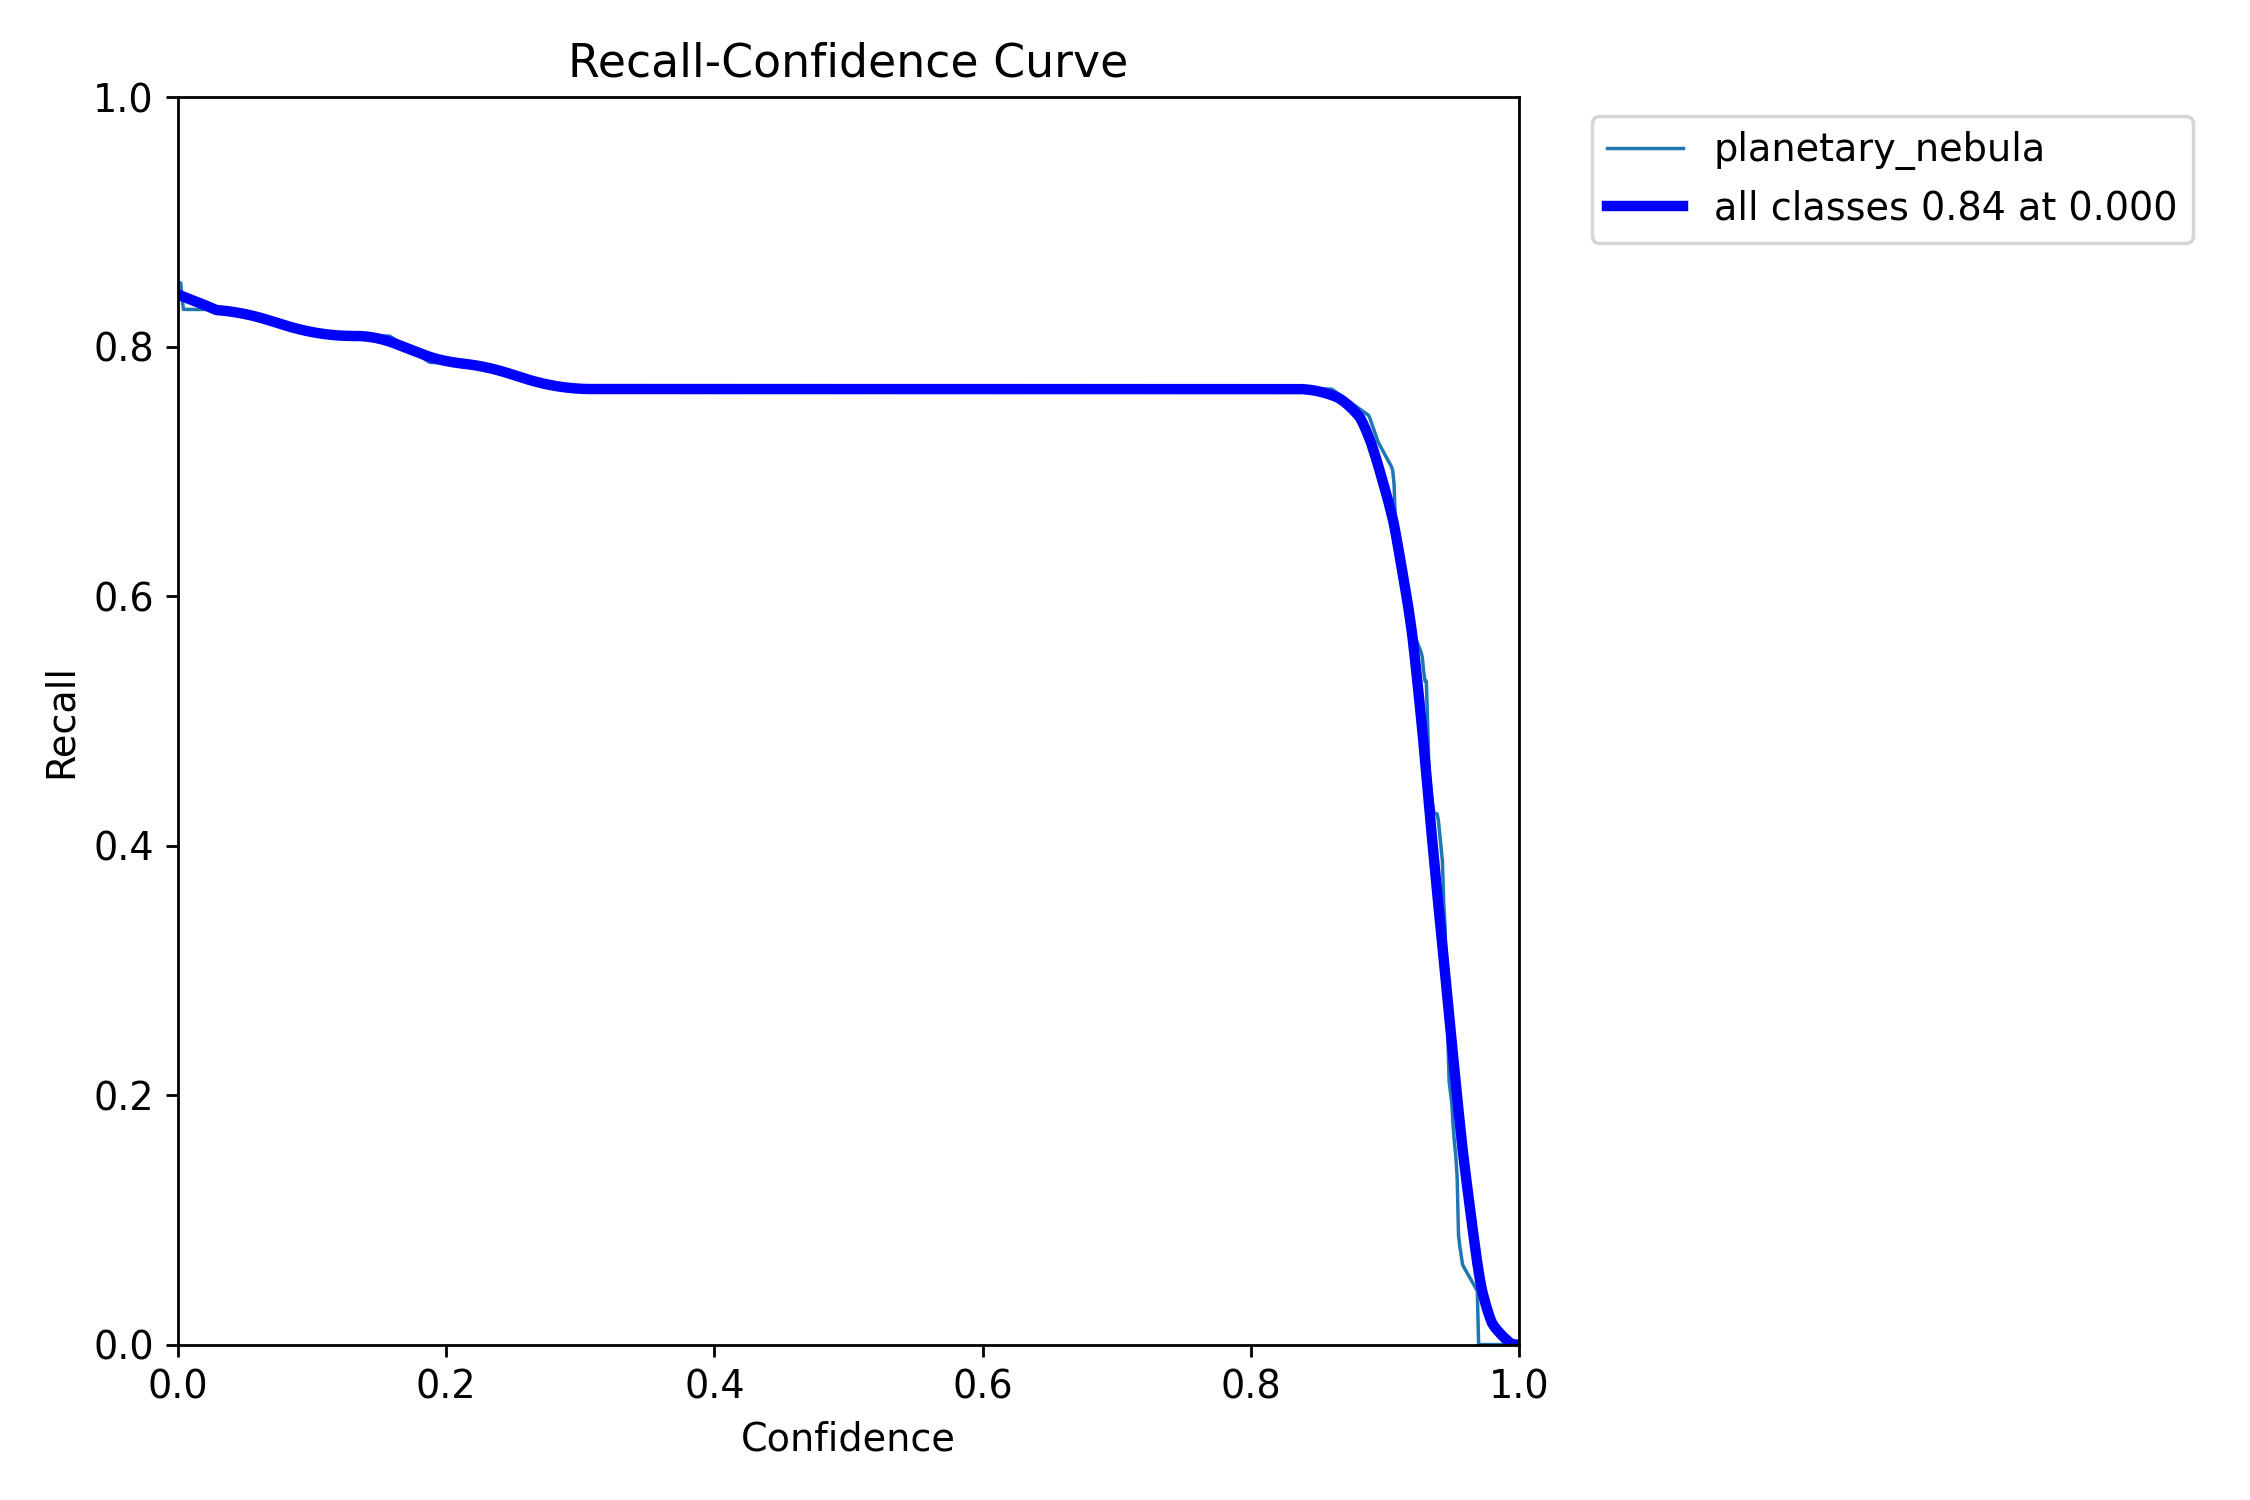 Recall-Confidence Curve
1.0
0.8
0.6
0.4
0.2
0.0
Recall
0.0 0.2 0.4 0.6 0.8 1.0
Confidence
planetary_nebula
all classes 0.84 at 0.000